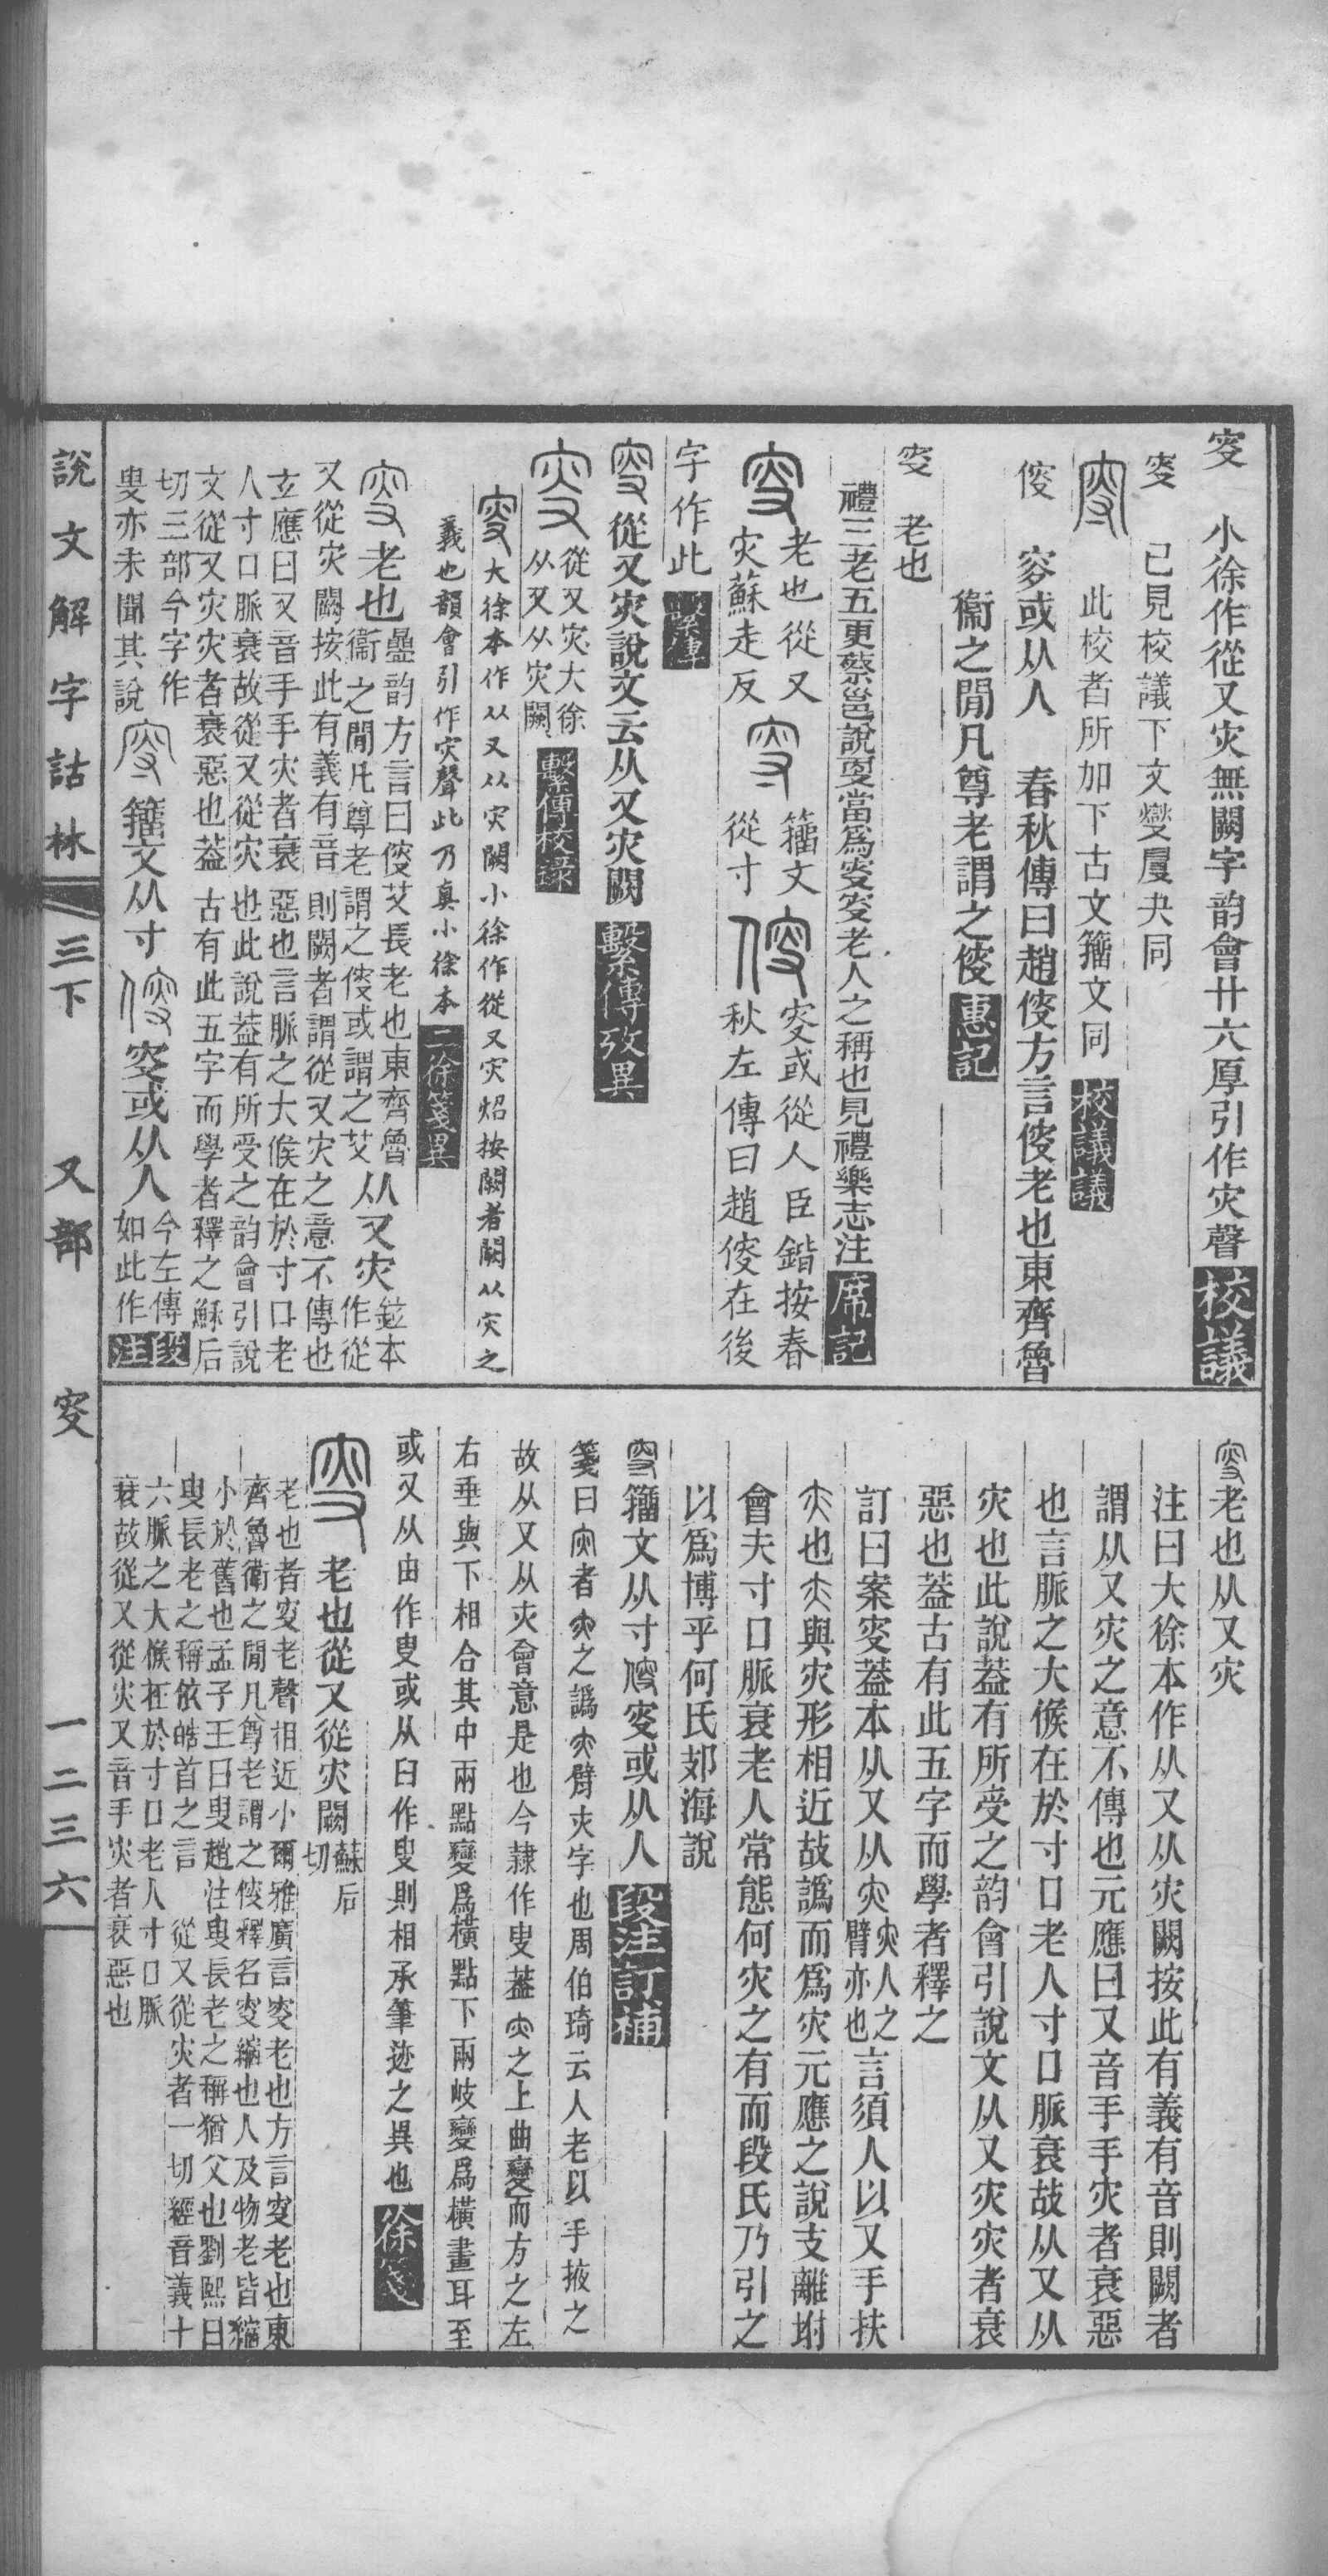 叜　小徐作從又灾無闕字韵會廿六厚引作灾聲校議
叜　已見校議下文燮厦夬同
此校者所加下古文籒文同校議議
傁　叜或从人　春秋傳曰趙傁方言傁老也東齊魯
衞之閒凡尊老謂之傁惠記
叜　老也
禮三老五更蔡邕說叟當爲叜叜老人之稱也見禮樂志注席記
老也從又
灾蘇走反
籒文
從寸
叜或從人臣鍇按春
秋左傳曰趙傁在後
字作此繫傳
叜從又灾說文云从又灾闕繫傳攷異
從又灾大徐
从又从灾闕繫傳校錄
叜大徐本作从又从灾闕小徐作從又灾炤按闕者闕从灾之
義也韻會引作灾聲此乃眞小徐本二徐箋異
叜老也
方言曰傁艾長老也東齊魯
衞之閒凡尊老謂之傁或謂之艾
从又灾
鉉本
作從
又從灾闕按此有義有音則闕者謂從又灾之意不傳也
玄應曰又音手手灾者衰惡也言脈之大候在於寸口老
人寸口脈衰故從又從灾也此說葢有所受之韵會引說
文從又灾灾者衰惡也葢古有此五字而學者釋之穌后
切三部今字作
叟亦未聞其說
籒文从寸
叜或从人
今左傳
如此作
段注
說文解字詁林　三下　又部　叜　一二三六
叜老也从又灾
注曰大徐本作从又从灾闕按此有義有音則闕者
謂从又灾之意不傳也元應曰又音手手灾者衰惡
也言脈之大候在於寸口老人寸口脈衰故从又从
灾也此說葢有所受之韵會引說文从又灾灾者衰
惡也葢古有此五字而學者釋之
訂曰案叜葢本从又从
人之
臂亦也
言須人以又手扶
也與灾形相近故譌而爲灾元應之說支離坿
會夫寸口脈衰老人常態何灾之有而段氏乃引之
以爲博乎何氏郊海說
籒文从寸叜或从人段注訂補
箋曰者之譌臂夾字也周伯琦云人老以手掖之
故从又从夾會意是也今隷作叟葢之上曲變而方之左
右垂與下相合其中兩點變爲橫點下兩岐變爲橫畫耳至
或又从由作叟或从臼作叟則相承筆迹之異也徐箋
老也從又從灾闕
蘇后
切
老也者叜老聲相近小爾雅廣言叜老也方言叜老也東
齊魯衞之閒凡尊老謂之傁釋名叜縮也人及物老皆縮
小於舊也孟子王曰叟趙注叟長老之稱猶父也劉熙曰
叟長老之稱依皓首之言　從又從灾者一切經音義十
六脈之大候在於寸口老人寸口脈
衰故從又從灾又音手灾者衰惡也